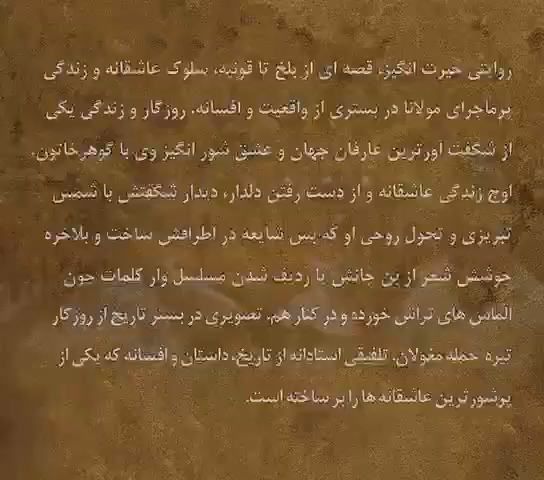 روایتی حیرت انگیز، قصه ای از بلخ تا قونیه، سلوک عاشقانه و زندگی
پرماجرای مولانا در بستری از واقعیت و افسانه. روزگار و زندگی یکی
از شگفت آورترین عارفان جهان و عشق شور انگیز وی با گوهرخاتون.
اوج زندگی عاشقانه و از دست رفتن دلدار، دیدار شگفتش با شمس
تبریزی و تحول روحی او که بس شایعه در اطرافش ساخت و بلاخره
جوشش شعر از بن جانش با ردیف شدن مسلسل وار کلمات چون
الماس های تراش خورده و در کنار هم. تصویری در بستر تاریخ از روزگار
تیره حمله مغولان. تلفیقی استادانه از تاریخ، داستان و افسانه که یکی از
پرشورترین عاشقانه ها را بر ساخته است.